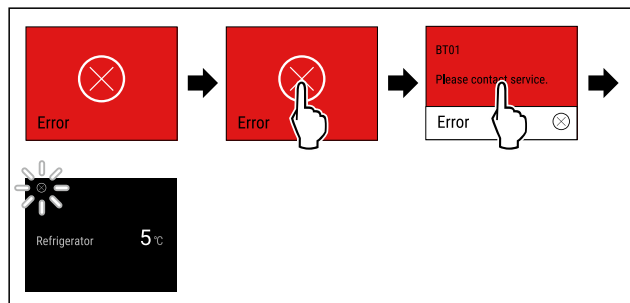 Error
Error
BT01
Please contact service.
Error
Refrigerator 5 °C